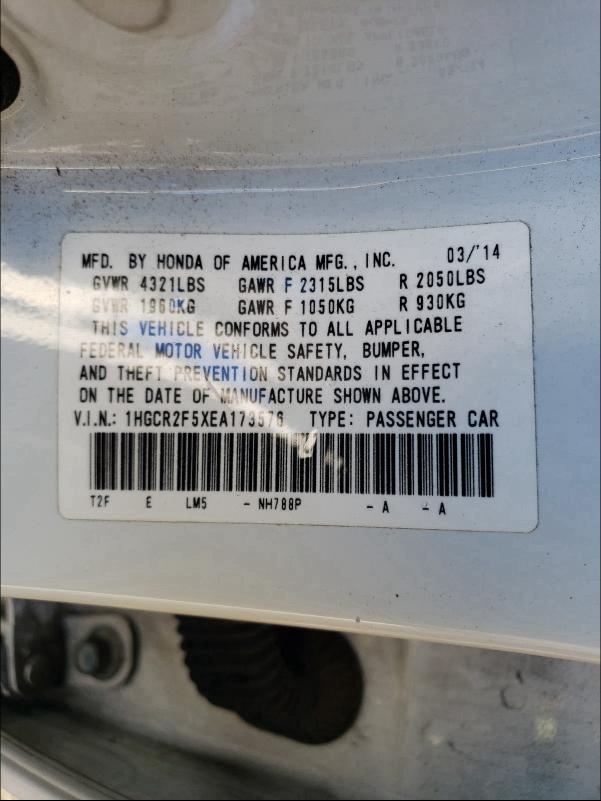 MFD. BY HONDA OF AMERICA MFG., INC. 03/'14
GVWR 4321LBS GAWR F 2315LBS R 2050LBS
GVWR 1960KG GAWR F 1050KG R 930KG
THIS VEHICLE CONFORMS TO ALL APPLICABLE
FEDERAL MOTOR VEHICLE SAFETY, BUMPER,
AND THEFT PREVENTION STANDARDS IN EFFECT
ON THE DATE OF MANUFACTURE SHOWN ABOVE.
V.I.N.: 1HGCR2F5XEA173576 TYPE: PASSENGER CAR
T2F E LM5 - NH788P - A - A